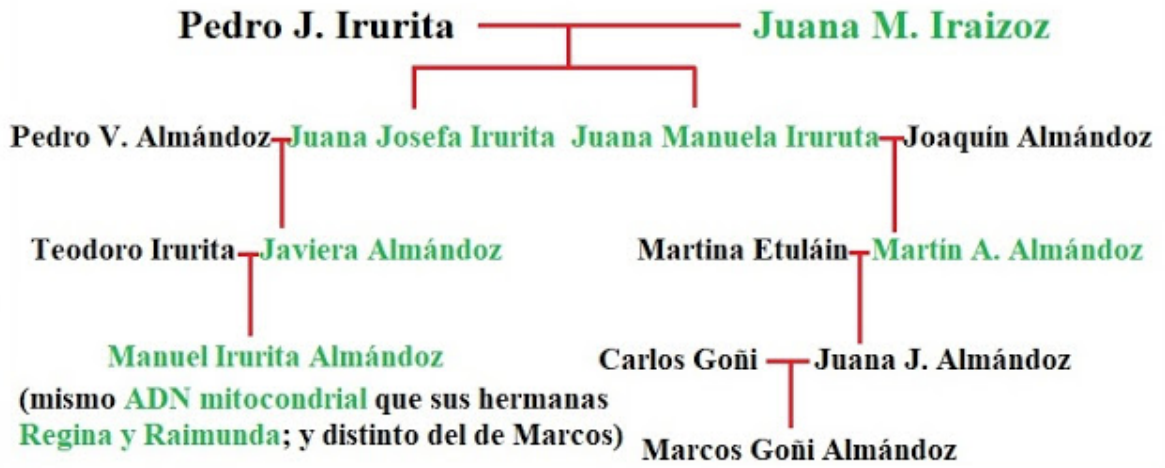 Pedro J. Irurita Juana M. Iraizoz
Pedro V. Almándoz Juana Josefa Irurita Juana Manuela Iruruta Joaquín Almándoz
Teodoro Irurita Javiera Almándoz Martina Etuláin Martín A. Almándoz
Manuel Irurita Almándoz Carlos Goñi Juana J. Almándoz
(mismo ADN mitocondrial que sus hermanas
Regina y Raimunda; y distinto del de Marcos) Marcos Goñi Almándoz